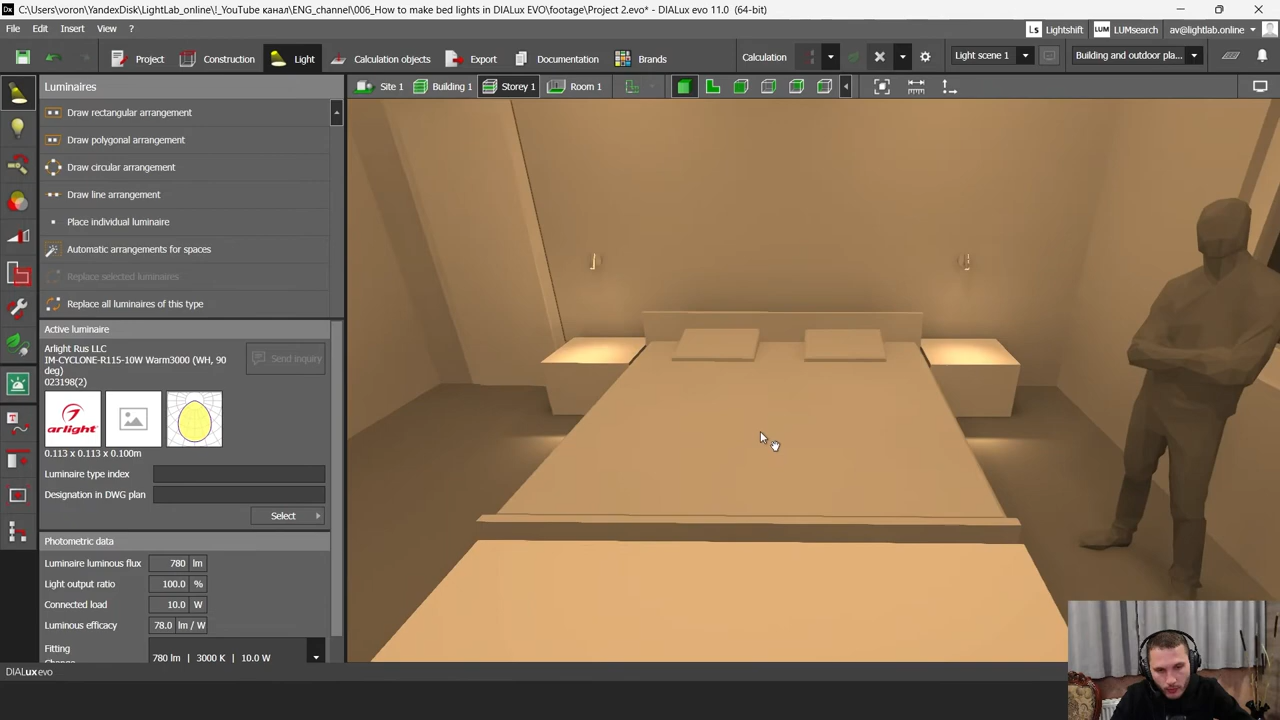 Dx C:\Users\voron\YandexDisk\LightLab_online\!_YouTube канал\ENG_channel\006_How to make bed lights in DIALux EVO\footage\Project 2.evo* - DIALux evo 11.0 (64-bit)
File Edit Insert View ? Ls Lightshift LUM LUMsearch av@lightlab.online
Project Construction Light Calculation objects Export Documentation Brands Calculation Light scene 1 Building and outdoor pla...
Luminaires Site 1 Building 1 Storey 1 Room 1
Draw rectangular arrangement
Draw polygonal arrangement
Draw circular arrangement
Draw line arrangement
Place individual luminaire
Automatic arrangements for spaces
Replace selected luminaires
Replace all luminaires of this type
Active luminaire
Arlight Rus LLC
IM-CYCLONE-R115-10W Warm3000 (WH, 90
deg)
023198(2)
Send inquiry
arlight
0.113 x 0.113 x 0.100m
Luminaire type index
Designation in DWG plan
Select
Photometric data
Luminaire luminous flux 780 lm
Light output ratio 100.0 %
Connected load 10.0 W
Luminous efficacy 78.0 lm / W
Fitting
780 lm | 3000 K | 10.0 W
DIALux evo